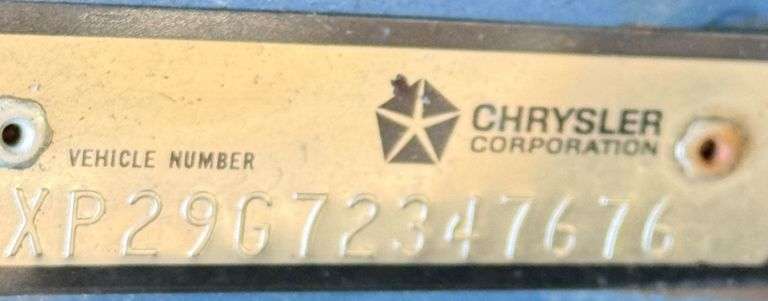 CHRYSLER
CORPORATION
VEHICLE NUMBER
XP29G72347676